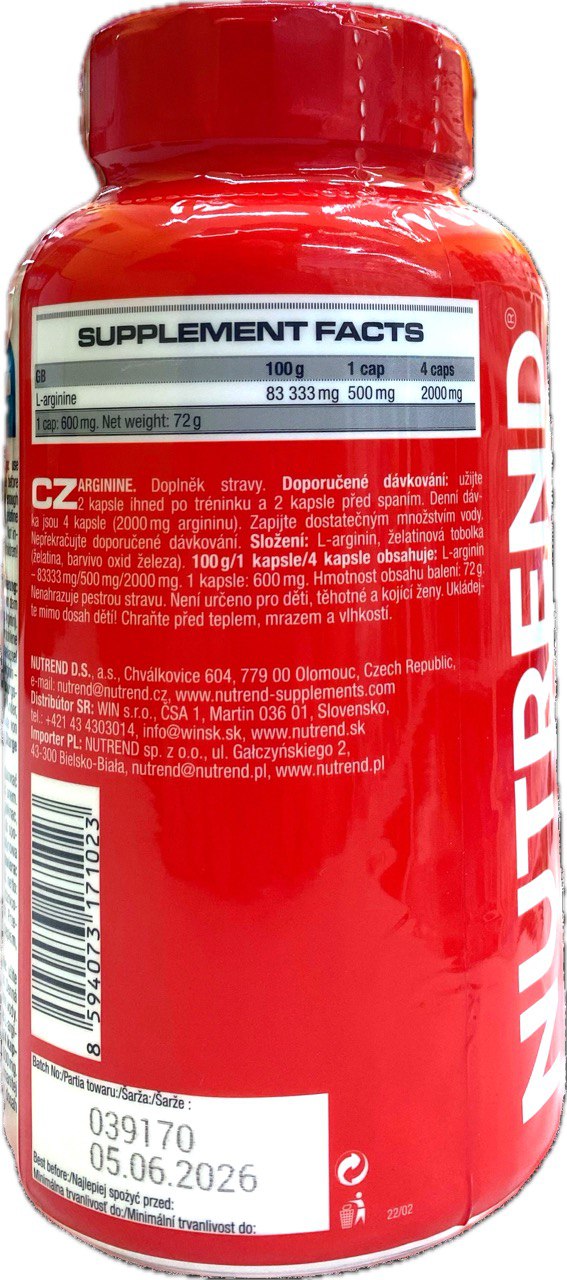 SUPPLEMENT FACTS
GB 100 g 1 cap 4 caps
L-arginine 83 333 mg 500 mg 2000 mg
1 cap: 600 mg. Net weight: 72 g
CZ ARGININE. Doplněk stravy. Doporučené dávkování: užijte
2 kapsle ihned po tréninku a 2 kapsle před spaním. Denní dáv-
ka jsou 4 kapsle (2000 mg argininu). Zapijte dostatečným množstvím vody.
Nepřekračujte doporučené dávkování. Složení: L-arginin, želatinová tobolka
(želatina, barvivo oxid železa). 100 g/1 kapsle/4 kapsle obsahuje: L-arginin
- 83333 mg/500 mg/2000 mg. 1 kapsle: 600 mg. Hmotnost obsahu balení: 72 g.
Nenahrazuje pestrou stravu. Není určeno pro děti, těhotné a kojící ženy. Ukládej-
te mimo dosah dětí! Chraňte před teplem, mrazem a vlhkostí.
NUTREND D.S., a.s., Chválkovice 604, 779 00 Olomouc, Czech Republic,
e-mail: nutrend@nutrend.cz, www.nutrend-supplements.com
Distribútor SR: WIN s.r.o., ČSA 1, Martin 036 01, Slovensko,
tel.: +421 43 4303014, info@winsk.sk, www.nutrend.sk
Importer PL: NUTREND sp. z o.o., ul. Gałczyńskiego 2,
43-300 Bielsko-Biała, nutrend@nutrend.pl, www.nutrend.pl
8 594073 171023
Batch No:/Partia towaru:/Šarža:/Šarže :
039170
05.06.2026
Best before:/Najlepiej spożyć przed:
Minimálna trvanlivosť do:/Minimální trvanlivost do:
22/02
NUTREND®